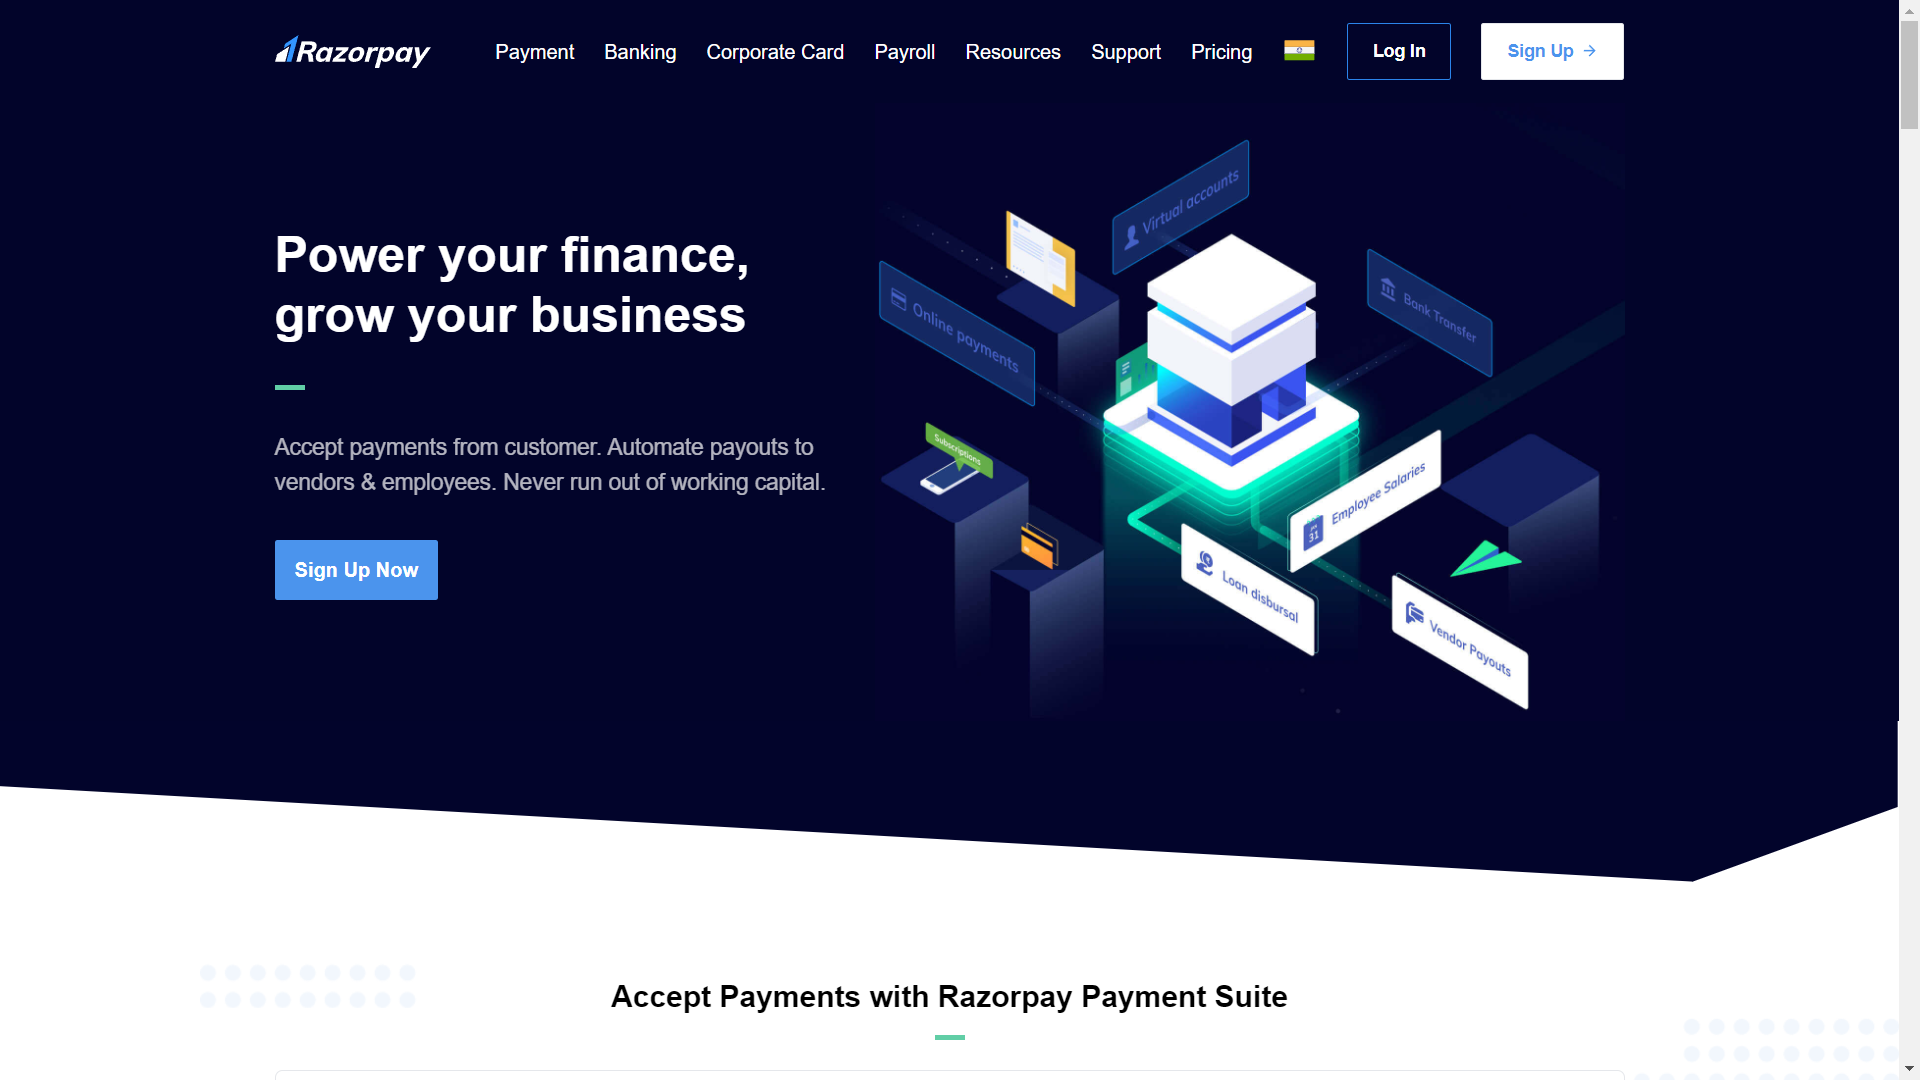 Razorpay
Payment
Banking
Corporate Card
Payroll
Resources
Support
Pricing
Log In
Sign Up →
Power your finance,
grow your business
Accept payments from customer. Automate payouts to
vendors & employees. Never run out of working capital.
Sign Up Now
Virtual accounts
Bank Transfer
Online payments
Subscriptions
Employee Salaries
31
Loan disbursal
Vendor Payouts
Accept Payments with Razorpay Payment Suite